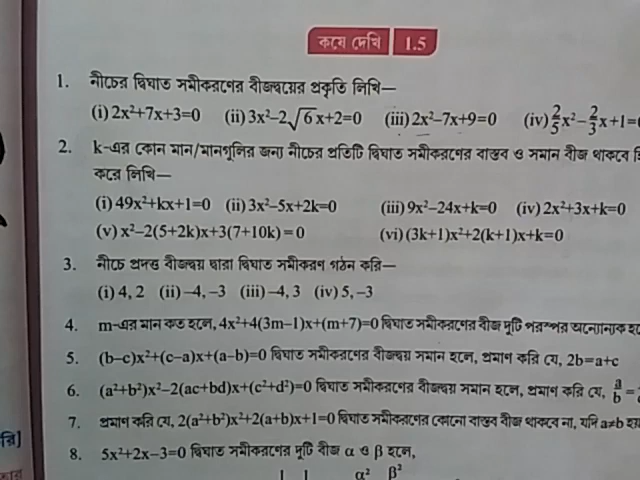 কষে দেখি 1.5
1. নীচের দ্বিঘাত সমীকরণের বীজদ্বয়ের প্রকৃতি লিখি—
(i) 2x²+7x+3=0 (ii) 3x²–2√6x+2=0 (iii) 2x²–7x+9=0 (iv) 2/5x²–2/3x+1=
2. k-এর কোন মান/মানগুলির জন্য নীচের প্রতিটি দ্বিঘাত সমীকরণের বাস্তব ও সমান বীজ থাকবে
করে লিখি—
(i) 49x²+kx+1=0 (ii) 3x²–5x+2k=0 (iii) 9x²–24x+k=0 (iv) 2x²+3x+k=0
(v) x²–2(5+2k)x+3(7+10k)=0 (vi) (3k+1)x²+2(k+1)x+k=0
3. নীচে প্রদত্ত বীজদ্বয় দ্বারা দ্বিঘাত সমীকরণ গঠন করি—
(i) 4, 2 (ii) –4, –3 (iii) –4, 3 (iv) 5, –3
4. m-এর মান কত হলে, 4x²+4(3m–1)x+(m+7)=0 দ্বিঘাত সমীকরণের বীজ দুটি পরস্পর অন্যোন্যক
5. (b–c)x²+(c–a)x+(a–b)=0 দ্বিঘাত সমীকরণের বীজদ্বয় সমান হলে, প্রমাণ করি যে, 2b=a+c
6. (a²+b²)x²–2(ac+bd)x+(c²+d²)=0 দ্বিঘাত সমীকরণের বীজদ্বয় সমান হলে, প্রমাণ করি যে, a/b =
7. প্রমাণ করি যে, 2(a²+b²)x²+2(a+b)x+1=0 দ্বিঘাত সমীকরণের কোনো বাস্তব বীজ থাকবে না, যদি a≠b
8. 5x²+2x–3=0 দ্বিঘাত সমীকরণের দুটি বীজ α ও β হলে,
α² β²